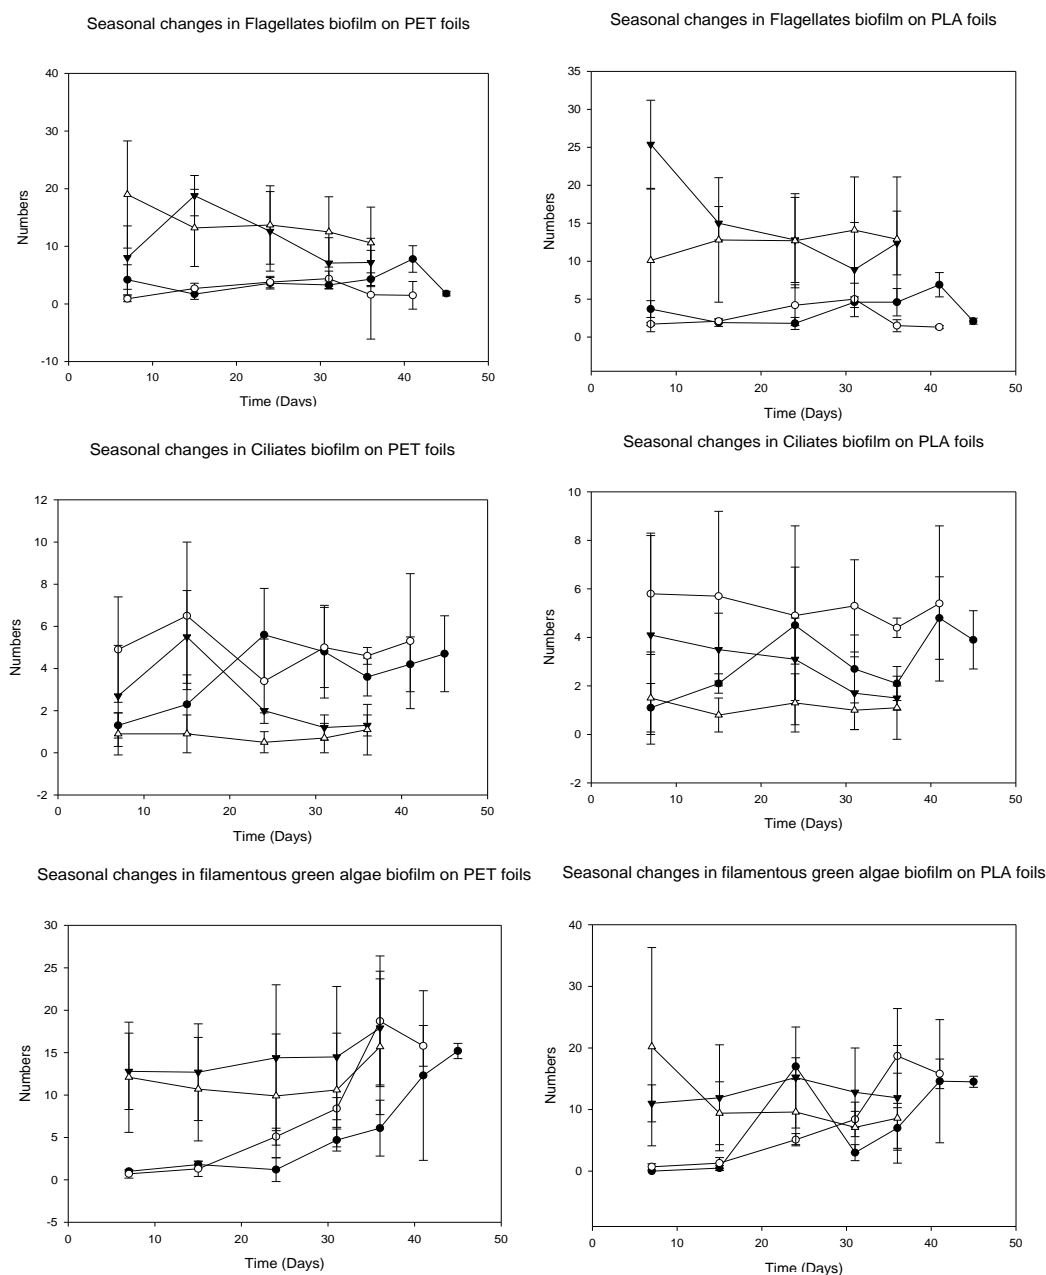 Seasonal changes in Flagellates biofilm on PET foils
40
30
20
10
0
-10
Numbers
0 10 20 30 40 50
Time (Days)
Seasonal changes in Flagellates biofilm on PLA foils
35
30
25
20
15
10
5
0
Numbers
0 10 20 30 40 50
Time (Days)
Seasonal changes in Ciliates biofilm on PET foils
12
10
8
6
4
2
0
-2
Numbers
0 10 20 30 40 50
Time (Days)
Seasonal changes in Ciliates biofilm on PLA foils
10
8
6
4
2
0
-2
Numbers
0 10 20 30 40 50
Time (Days)
Seasonal changes in filamentous green algae biofilm on PET foils
30
25
20
15
10
5
0
-5
Numbers
0 10 20 30 40 50
Time (Days)
Seasonal changes in filamentous green algae biofilm on PLA foils
40
30
20
10
0
Numbers
0 10 20 30 40 50
Time (Days)